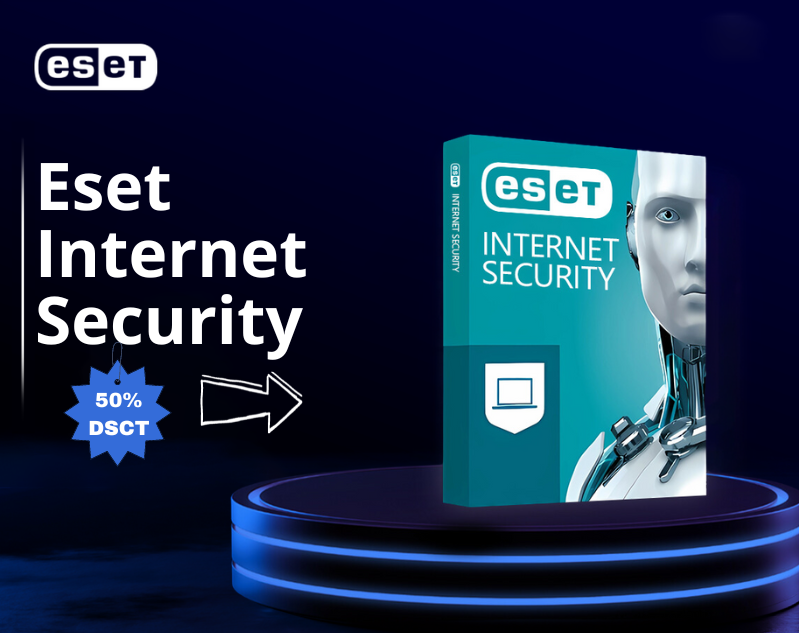 eset
Eset
Internet
Security
50%
DSCT
eset INTERNET SECURITY
eset
INTERNET
SECURITY